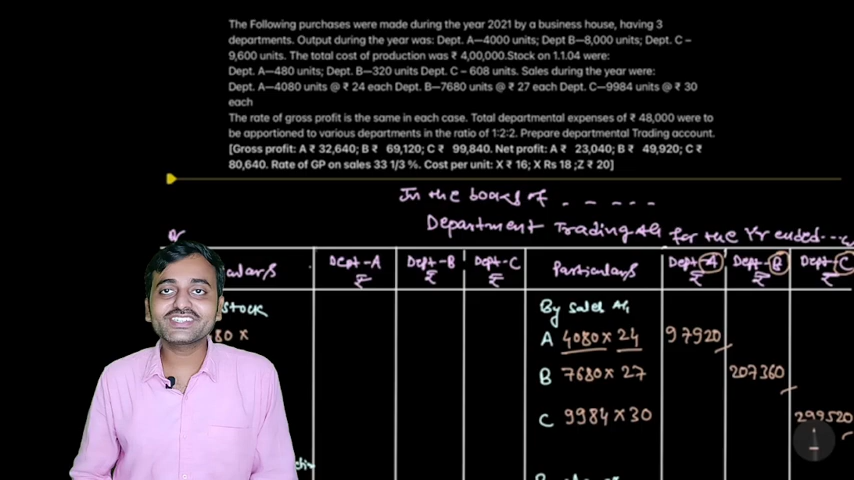 The Following purchases were made during the year 2021 by a business house, having 3
departments. Output during the year was: Dept. A—4000 units; Dept B—8,000 units; Dept. C –
9,600 units. The total cost of production was ₹ 4,00,000.Stock on 1.1.04 were:
Dept. A—480 units; Dept. B—320 units Dept. C – 608 units. Sales during the year were:
Dept. A—4080 units @ ₹ 24 each Dept. B—7680 units @ ₹ 27 each Dept. C—9984 units @ ₹ 30
each
The rate of gross profit is the same in each case. Total departmental expenses of ₹ 48,000 were to
be apportioned to various departments in the ratio of 1:2:2. Prepare departmental Trading account.
[Gross profit: A ₹ 32,640; B ₹ 69,120; C ₹ 99,840. Net profit: A ₹ 23,040; B ₹ 49,920; C ₹
80,640. Rate of GP on sales 33 1/3 %. Cost per unit: X ₹ 16; X Rs 18 ;Z ₹ 20]
In the books of . - - - . .
Department Trading A/c for the Yr ended...
Dr
culars Dept-A ₹ Dept-B ₹ Dept-C ₹ Particulars Dept-A ₹ Dept-B ₹ Dept-C ₹
stock By sales A/c
80 x A 4080 x 24 97920
B 7680 x 27 207360
C 9984 x 30 299520